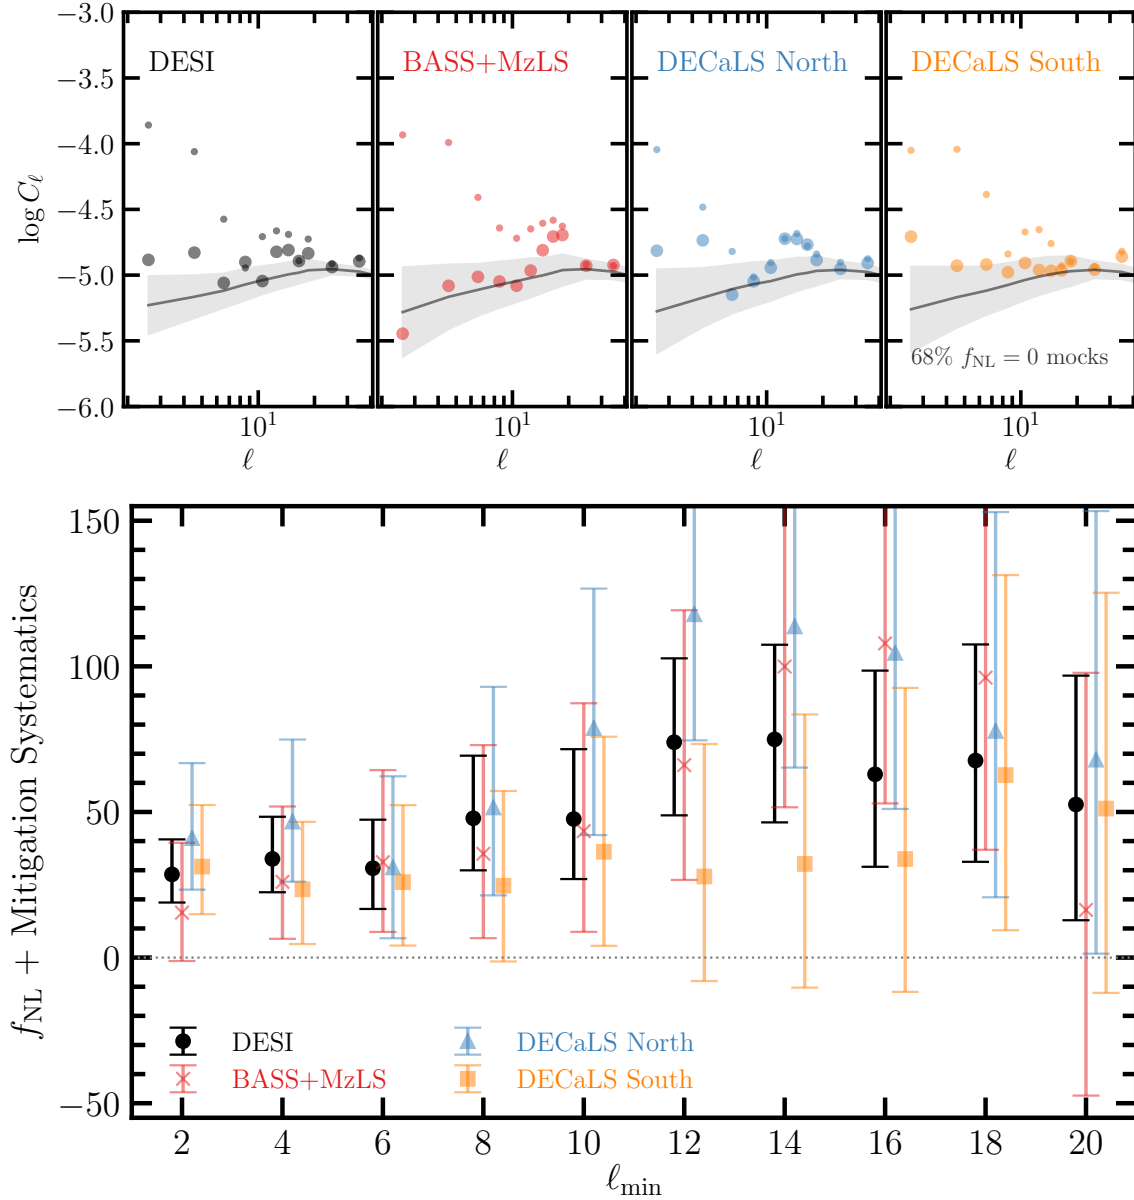 DESI
BASS+MzLS
DECaLS North
DECaLS South
−3.0
−3.5
−4.0
−4.5
−5.0
−5.5
−6.0
log C_ℓ
68% f_NL = 0 mocks
10^1
10^1
10^1
10^1
ℓ
ℓ
ℓ
ℓ
150
100
50
0
−50
f_NL + Mitigation Systematics
DESI
BASS+MzLS
DECaLS North
DECaLS South
2 4 6 8 10 12 14 16 18 20
ℓ_min